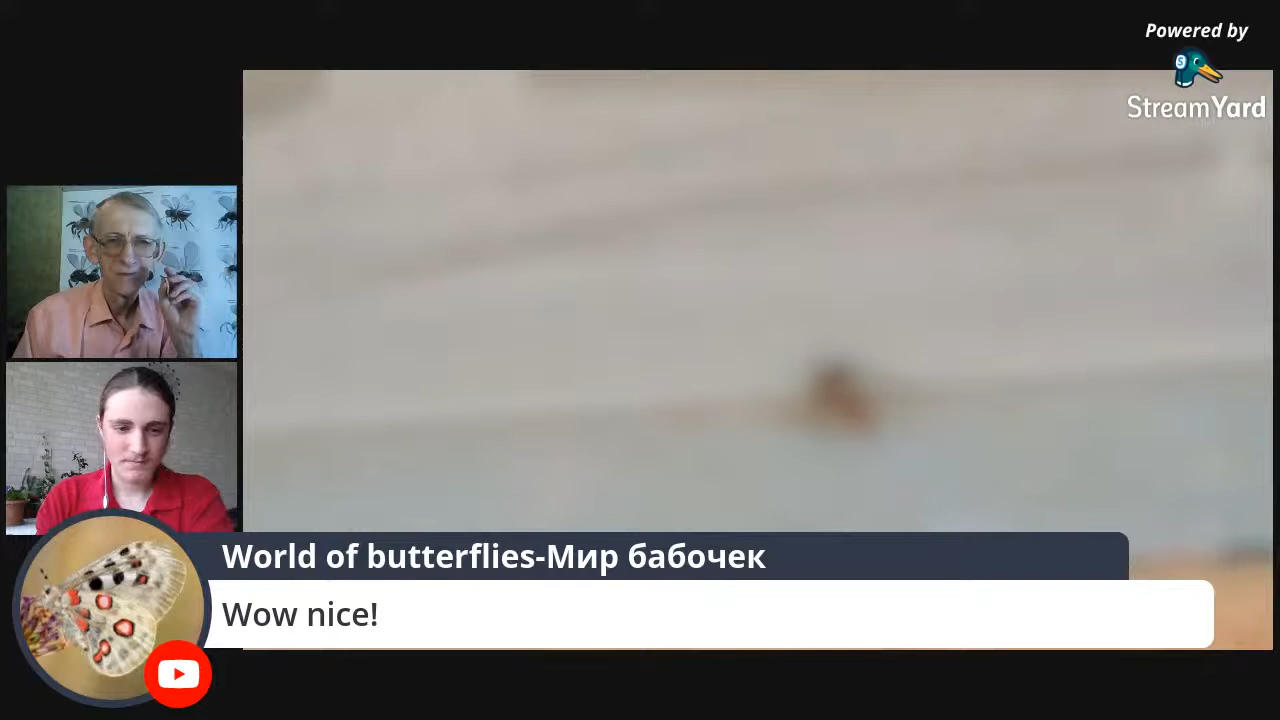 Powered by
StreamYard
World of butterflies-Мир бабочек
Wow nice!